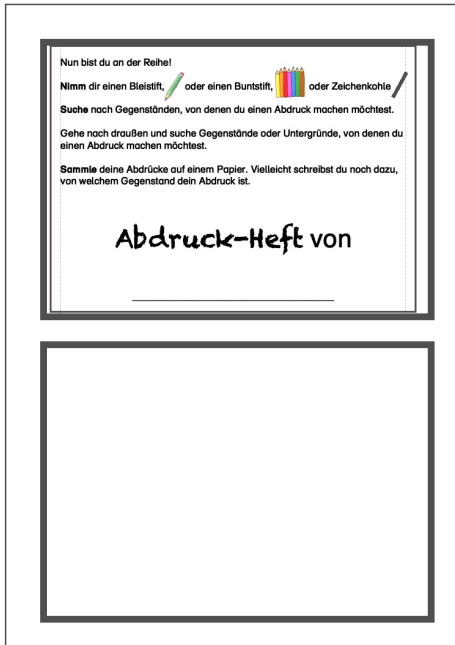 Nun bist du an der Reihe!
Nimm dir einen Bleistift, oder einen Buntstift, oder Zeichenkohle
Suche nach Gegenständen, von denen du einen Abdruck machen möchtest.
Gehe nach draußen und suche Gegenstände oder Untergründe, von denen du
einen Abdruck machen möchtest.
Sammle deine Abdrücke auf einem Papier. Vielleicht schreibst du noch dazu,
von welchem Gegenstand dein Abdruck ist.
Abdruck-Heft von